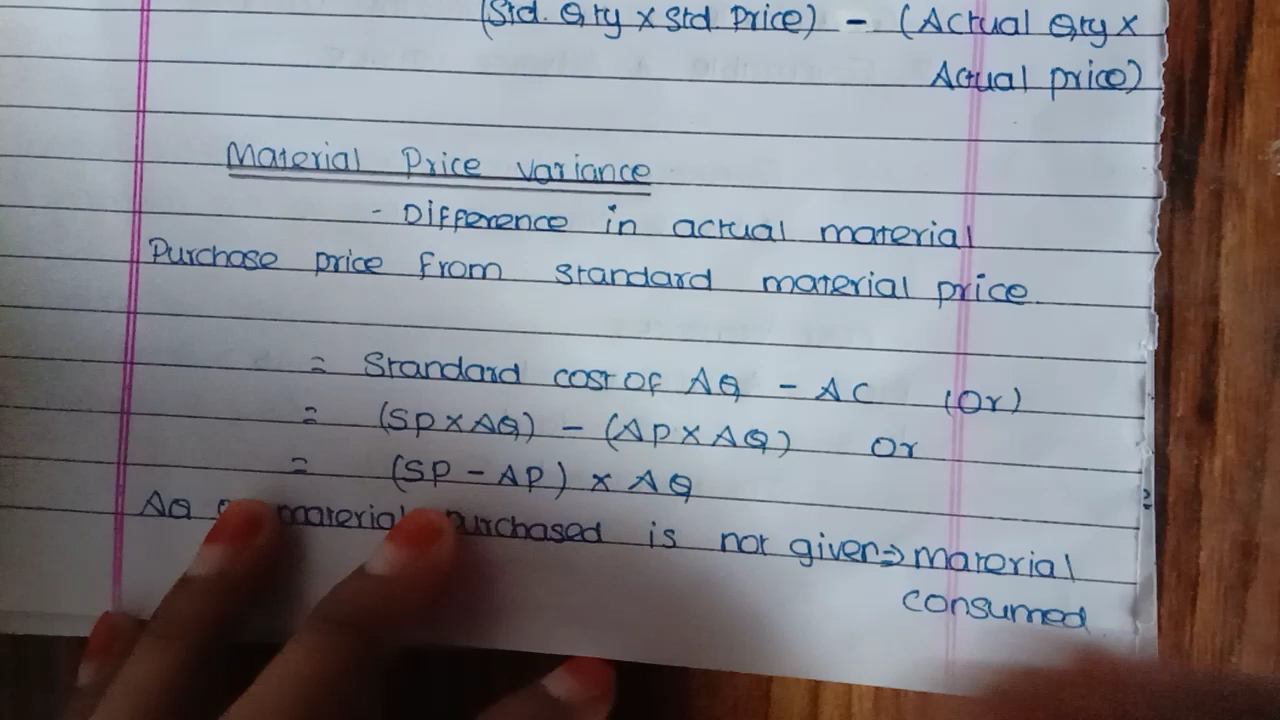 (Std. Qty x Std. Price) - (Actual Qty x
Actual price)
Material Price Variance
- Difference in actual material
Purchase price from standard material price
= Standard cost of AQ - AC (Or)
= (SP x AQ) - (AP x AQ) Or
= (SP - AP) x AQ
AQ material purchased is not given => material
consumed